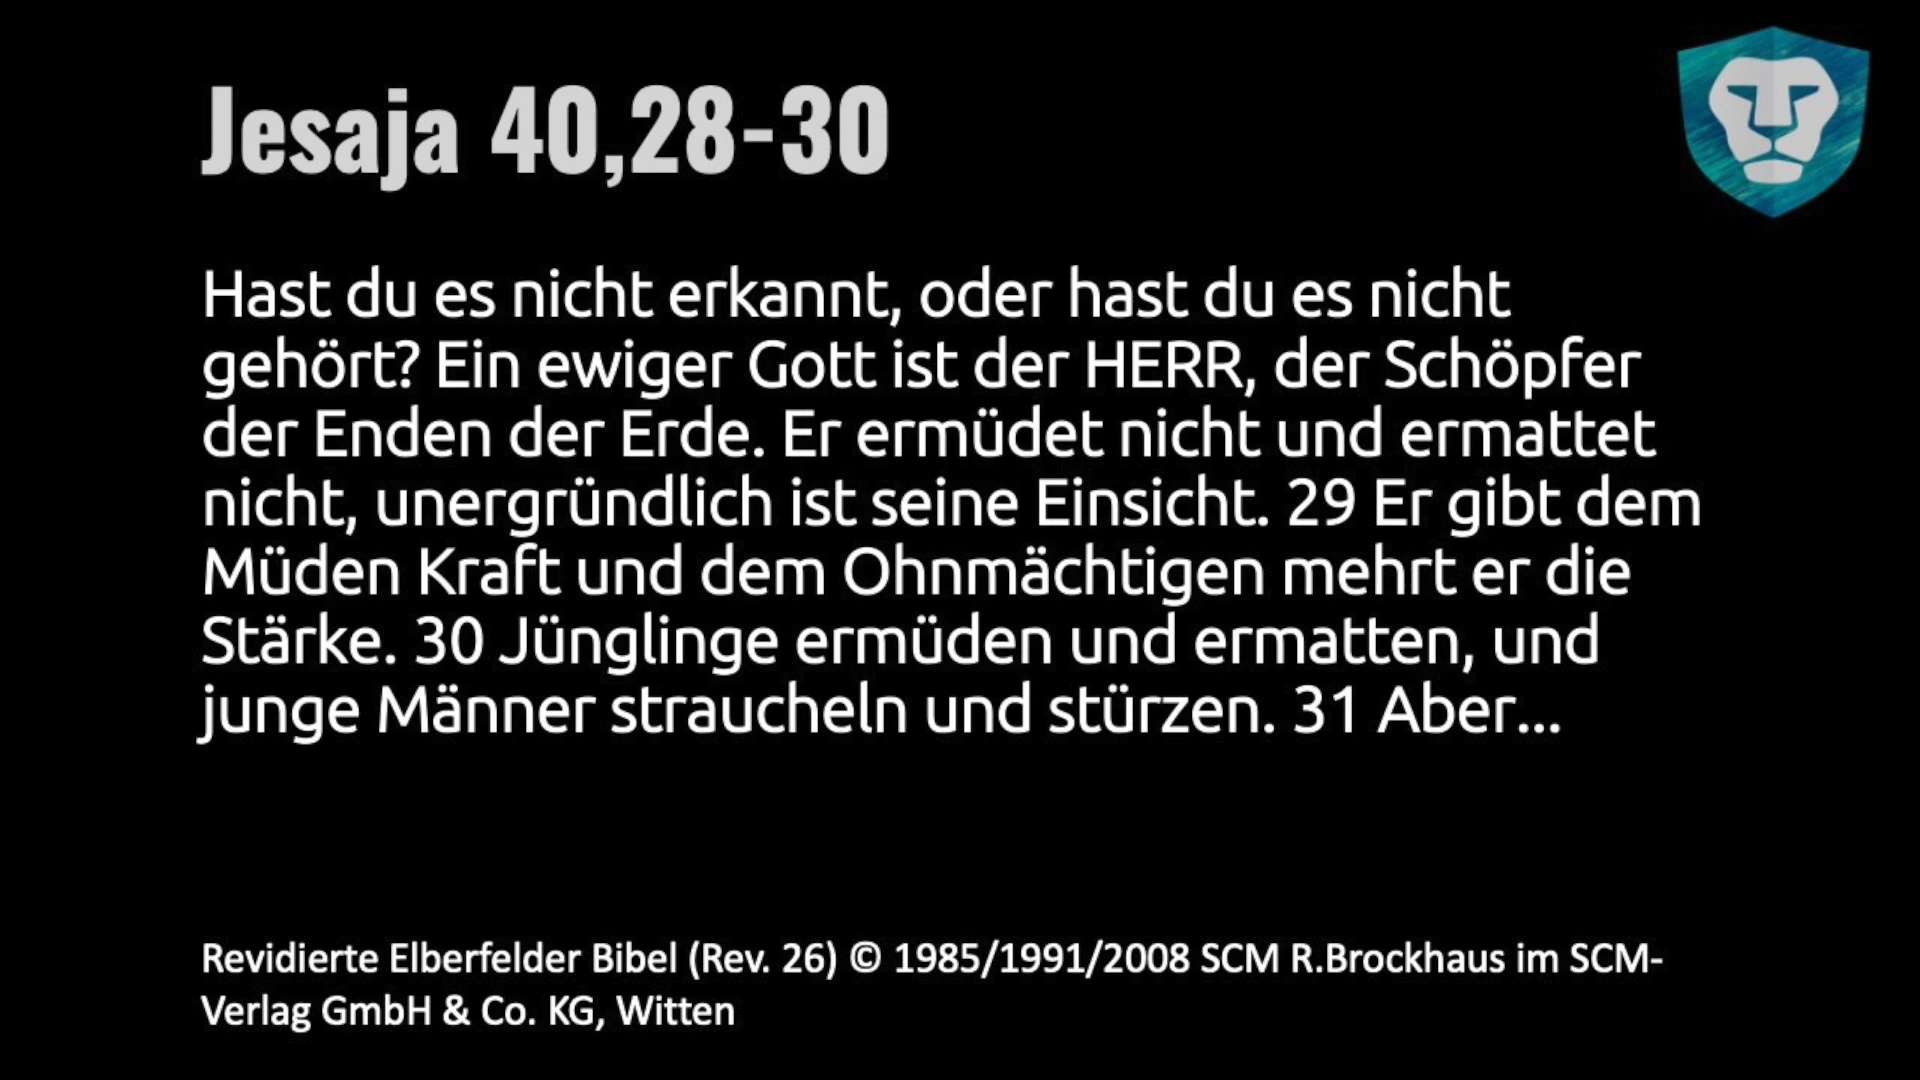 Jesaja 40,28-30
Hast du es nicht erkannt, oder hast du es nicht
gehört? Ein ewiger Gott ist der HERR, der Schöpfer
der Enden der Erde. Er ermüdet nicht und ermattet
nicht, unergründlich ist seine Einsicht. 29 Er gibt dem
Müden Kraft und dem Ohnmächtigen mehrt er die
Stärke. 30 Jünglinge ermüden und ermatten, und
junge Männer straucheln und stürzen. 31 Aber...
Revidierte Elberfelder Bibel (Rev. 26) © 1985/1991/2008 SCM R.Brockhaus im SCM-
Verlag GmbH & Co. KG, Witten